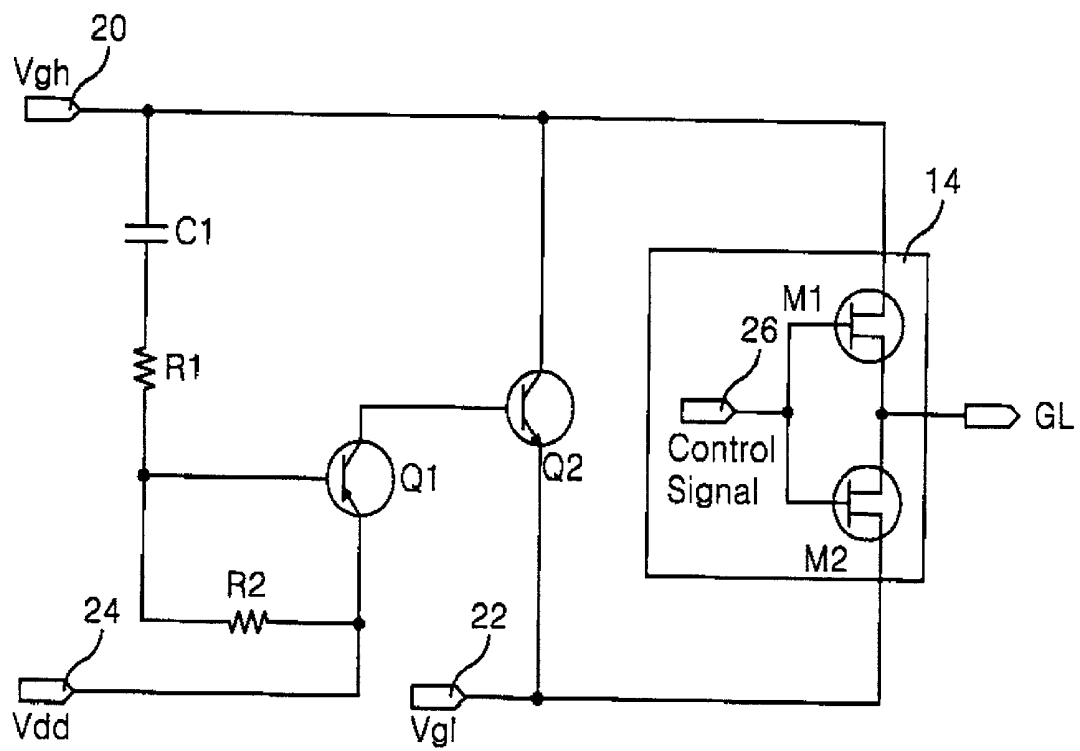 20
Vgh
14
C1
M1
26
R1
GL
Control
Signal
Q1
Q2
M2
R2
24
22
Vdd
Vgl